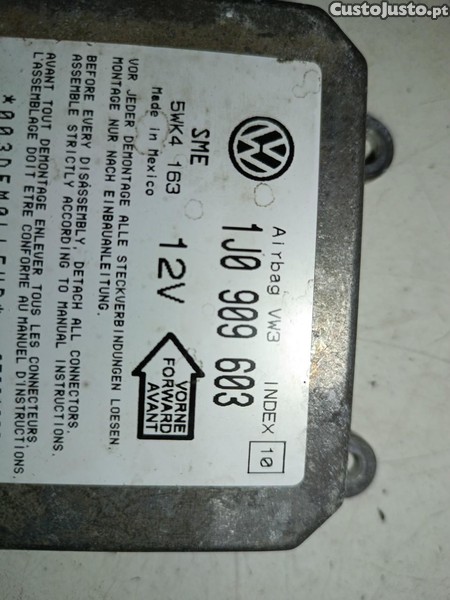 CustoJusto.pt
Airbag VW3 INDEX 10
1J0 909 603
SME
5WK4 163
Made in Mexico
12V
VORNE
FORWARD
AVANT
VOR JEDER DEMONTAGE ALLE STECKVERBINDUNGEN LOESEN.
MONTAGE NUR NACH EINBAUANLEITUNG.
BEFORE EVERY DISASSEMBLY, DETACH ALL CONNECTORS.
ASSEMBLE STRICTLY ACCORDING TO MANUAL INSTRUCTIONS.
AVANT TOUT DEMONTAGE ENLEVER TOUS LES CONNECTEURS.
L'ASSEMBLAGE DOIT ETRE CONFORME AU MANUEL D'INSTRUCTIONS.